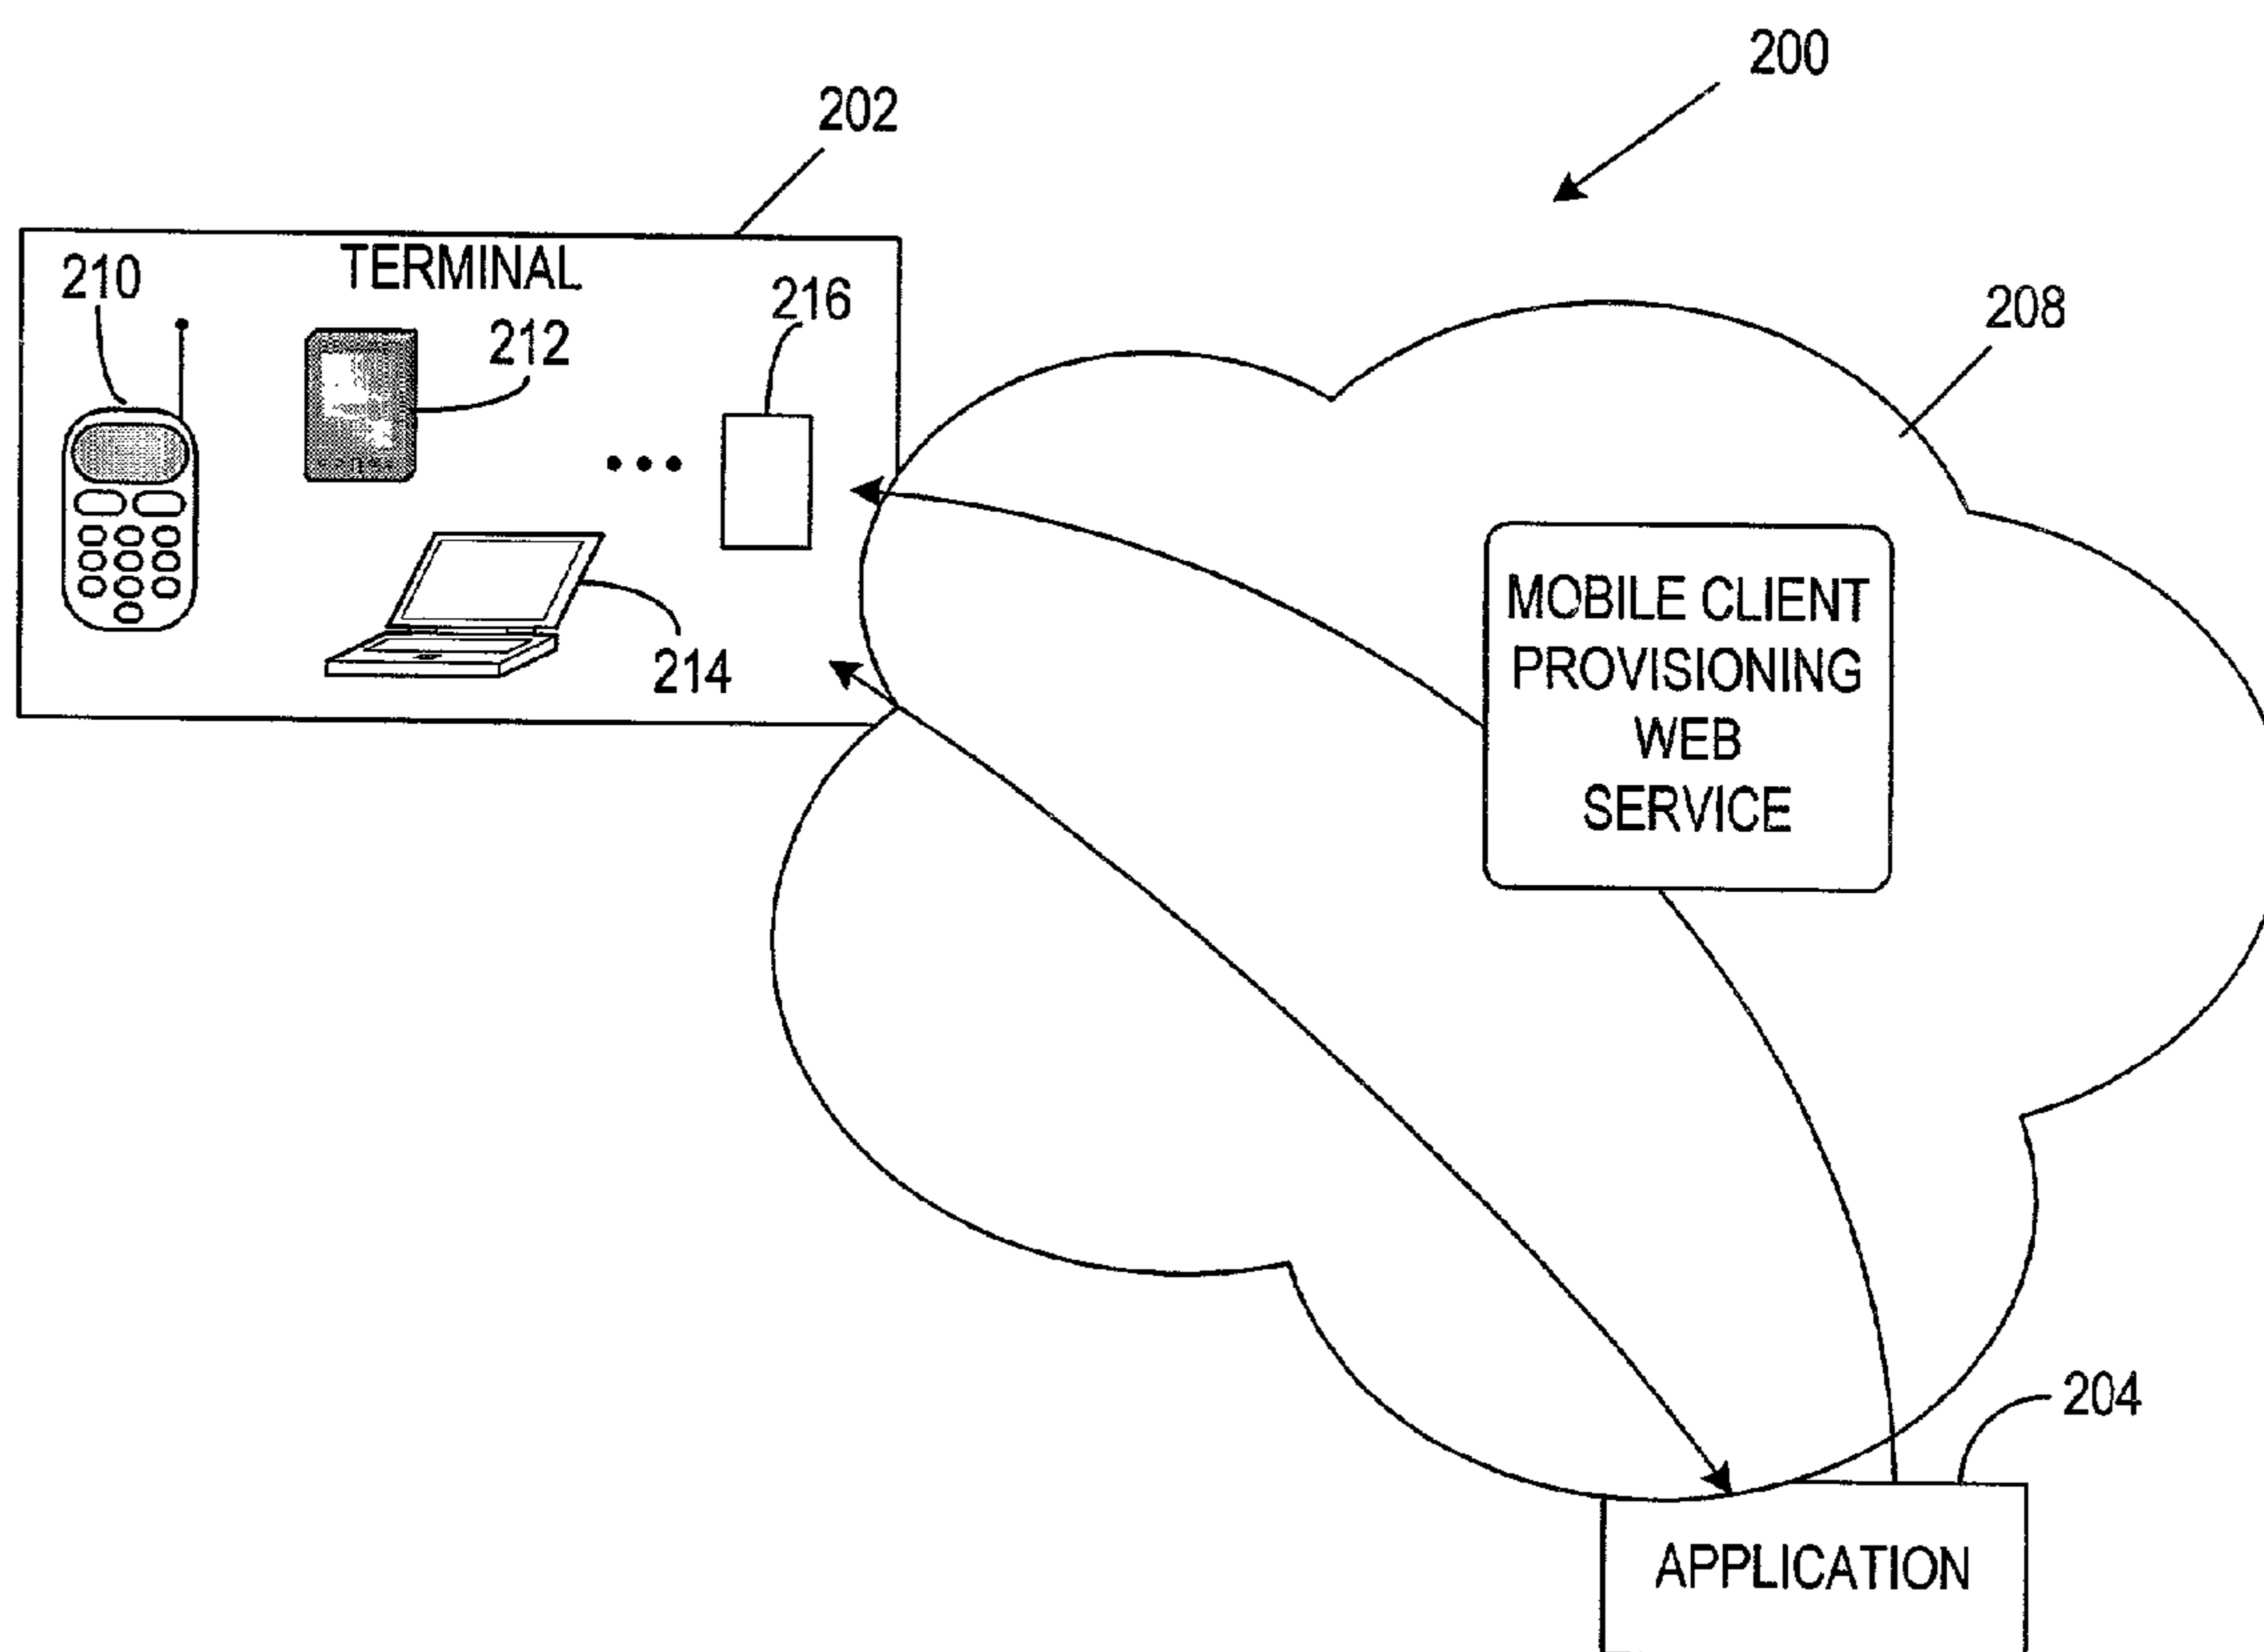 200
202
TERMINAL
210
216
212
208
214
MOBILE CLIENT
PROVISIONING
WEB
SERVICE
204
APPLICATION